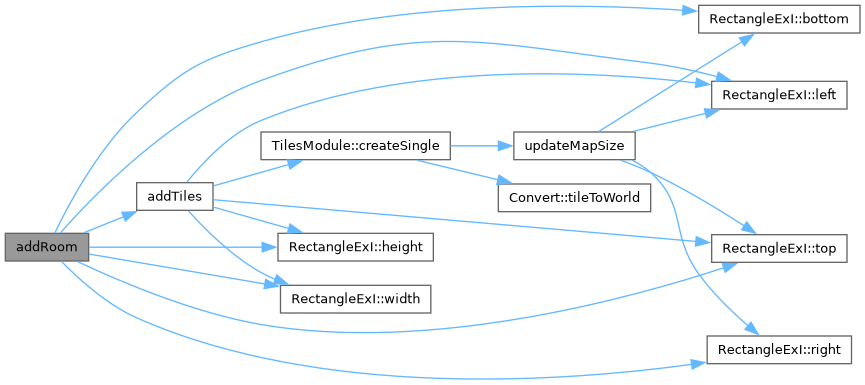 RectangleExI::bottom
RectangleExI::left
TilesModule::createSingle
updateMapSize
addTiles
Convert::tileToWorld
addRoom
RectangleExI::height
RectangleExI::top
RectangleExI::width
RectangleExI::right